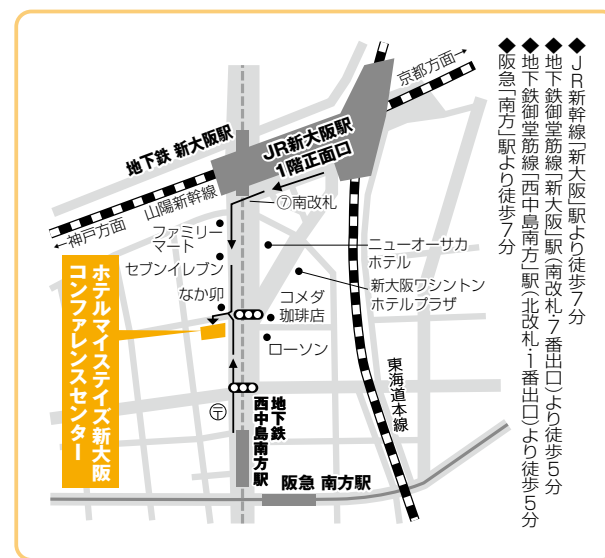 ◆JR新幹線「新大阪」駅より徒歩7分
◆地下鉄御堂筋線「新大阪」駅(南改札・7番出口)より徒歩5分
◆地下鉄御堂筋線「西中島南方」駅(北改札・1番出口)より徒歩5分
◆阪急「南方」駅より徒歩7分
京都方面→
地下鉄 新大阪駅
JR新大阪駅
1階正面口
山陽新幹線
←神戸方面
⑦南改札
ファミリー
マート
セブンイレブン
なか卯
ニューオーサカ
ホテル
新大阪ワシントン
ホテルプラザ
コメダ
珈琲店
ローソン
ホテルマイステイズ新大阪
コンファレンスセンター
東海道本線
〒
地下鉄
西中島南方駅
阪急 南方駅